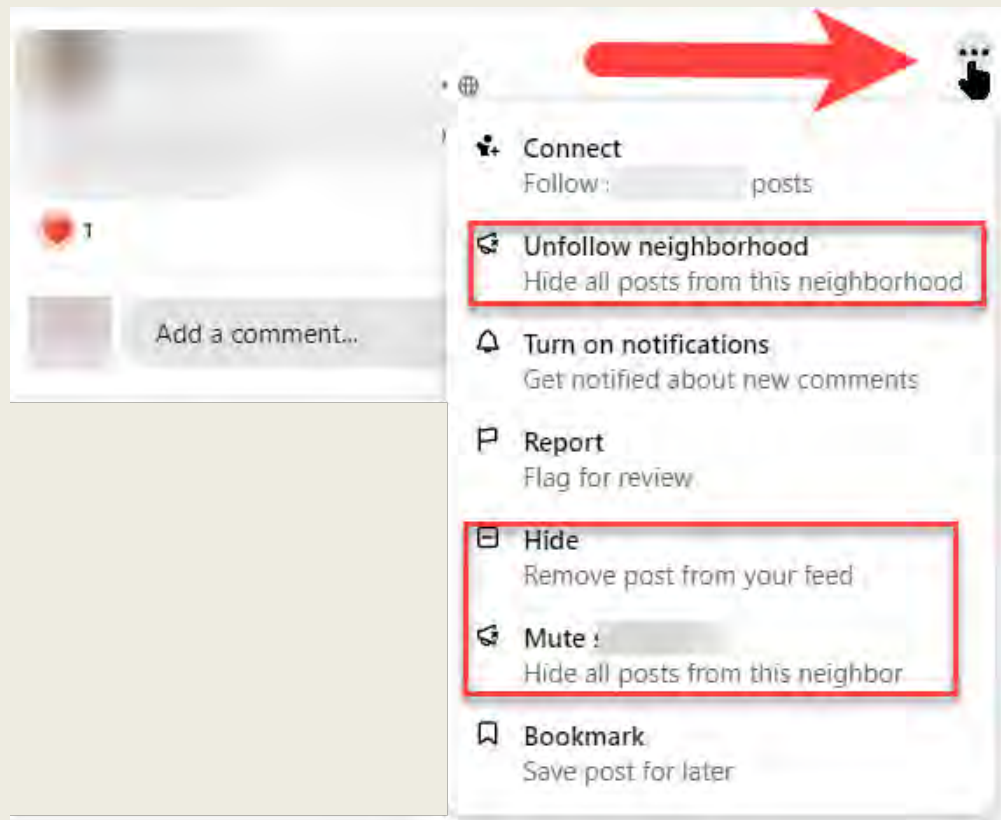 1
Add a comment...
Connect
Follow posts
Unfollow neighborhood
Hide all posts from this neighborhood
Turn on notifications
Get notified about new comments
Report
Flag for review
Hide
Remove post from your feed
Mute
Hide all posts from this neighbor
Bookmark
Save post for later